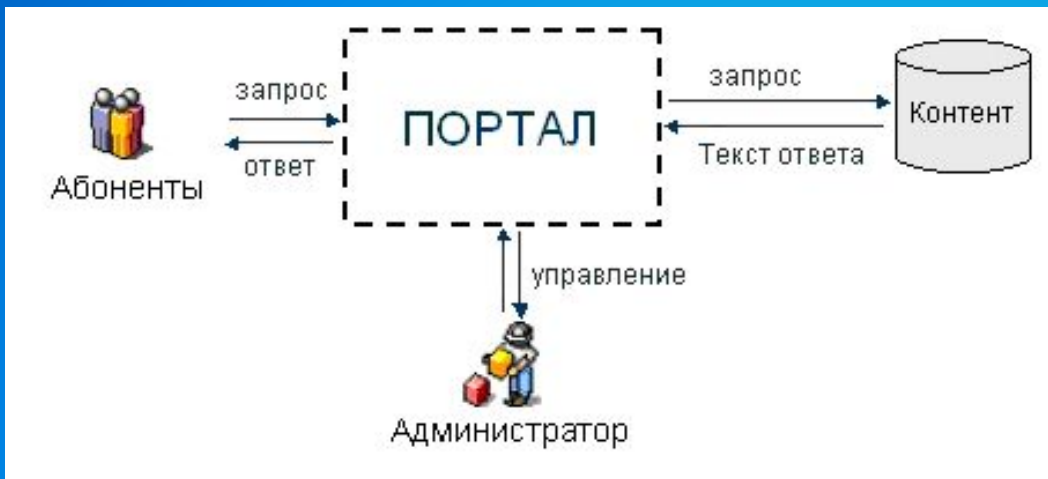 запрос
ответ
Абоненты
ПОРТАЛ
запрос
Текст ответа
Контент
управление
Администратор